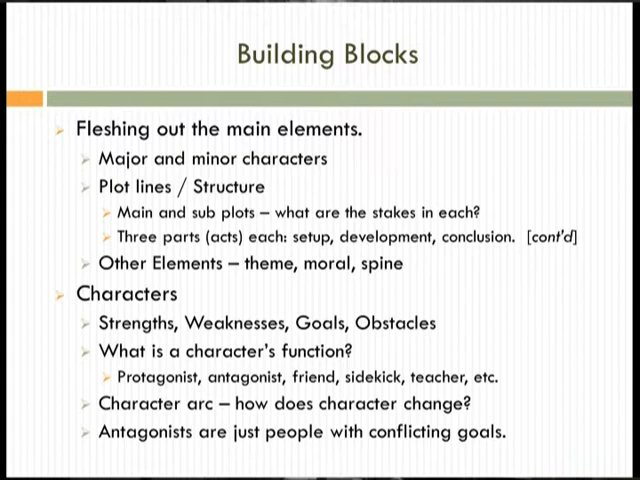 Building Blocks
Fleshing out the main elements.
Major and minor characters
Plot lines / Structure
Main and sub plots – what are the stakes in each?
Three parts (acts) each: setup, development, conclusion. [cont'd]
Other Elements – theme, moral, spine
Characters
Strengths, Weaknesses, Goals, Obstacles
What is a character's function?
Protagonist, antagonist, friend, sidekick, teacher, etc.
Character arc – how does character change?
Antagonists are just people with conflicting goals.